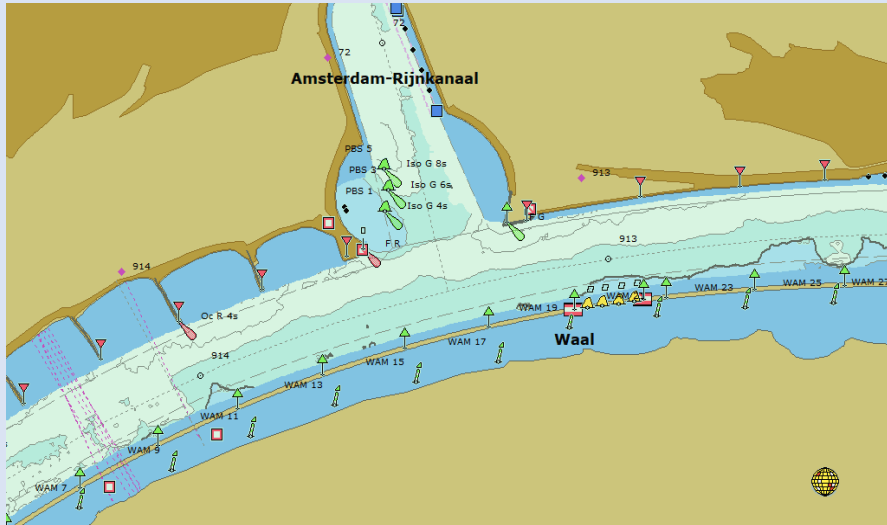 72
72
Amsterdam-Rijnkanaal
PBS 5
Iso G 8s
PBS 3
Iso G 6s
PBS 1
Iso G 4s
913
F G
F R
913
914
Oc R 4s
914
WAM 27
WAM 25
WAM 23
WAM 19
Waal
WAM 17
WAM 15
WAM 13
WAM 11
WAM 9
WAM 7